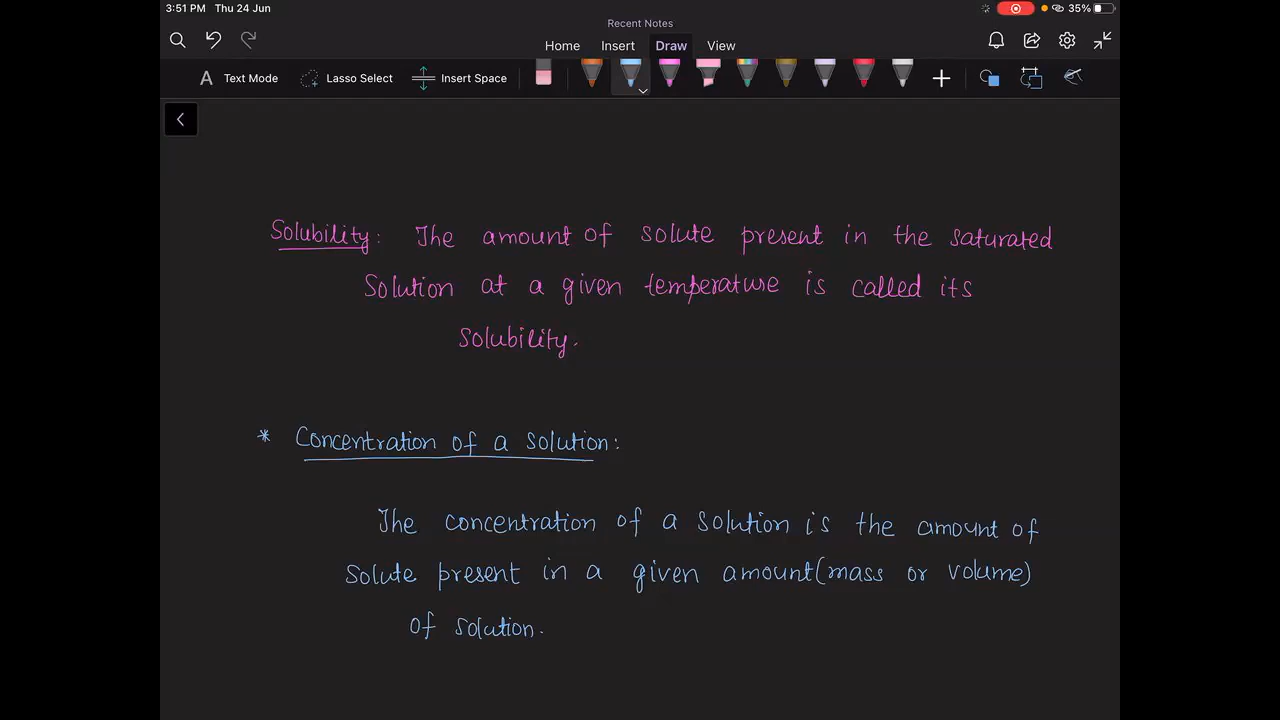 3:51 PM Thu 24 Jun
35%
Recent Notes
Home Insert Draw View
Text Mode Lasso Select Insert Space
Solubility: The amount of solute present in the saturated
solution at a given temperature is called its
solubility.
* Concentration of a solution:
The concentration of a solution is the amount of
solute present in a given amount (mass or volume)
of solution.